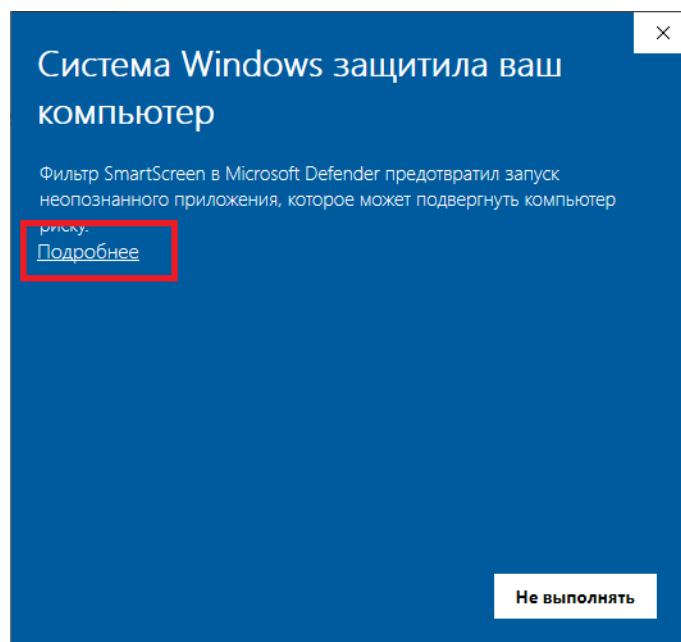 Система Windows защитила ваш
компьютер
Фильтр SmartScreen в Microsoft Defender предотвратил запуск
неопознанного приложения, которое может подвергнуть компьютер
риску.
Подробнее
Не выполнять